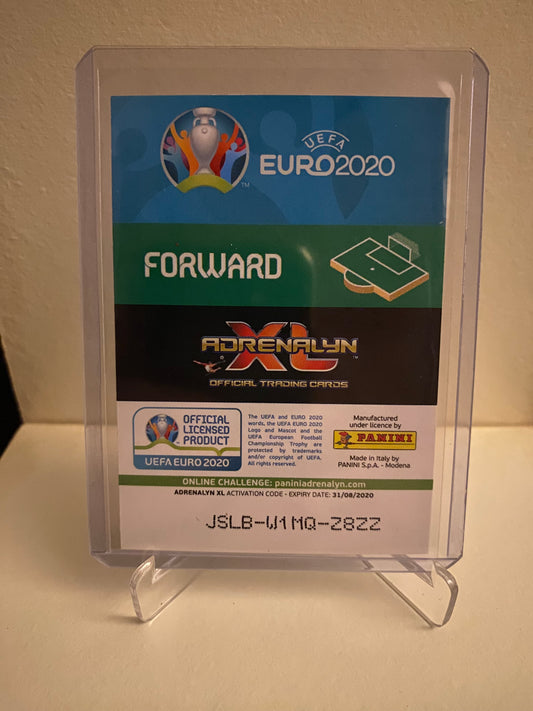 UEFA
EURO2020
™
FORWARD
ADRENALYN
XL
® ™
OFFICIAL TRADING CARDS
OFFICIAL
LICENSED
PRODUCT
UEFA EURO 2020
The UEFA and EURO 2020
words, the UEFA EURO 2020
Logo and Mascot and the
UEFA European Football
Championship Trophy are
protected by trademarks
and/or copyright of UEFA.
All rights reserved.
Manufactured
under licence by
PANINI
Made in Italy by
PANINI S.p.A. - Modena
ONLINE CHALLENGE: paniniadrenalyn.com
ADRENALYN XL ACTIVATION CODE - EXPIRY DATE: 31/08/2020
JSLB-W1MQ-Z8ZZ